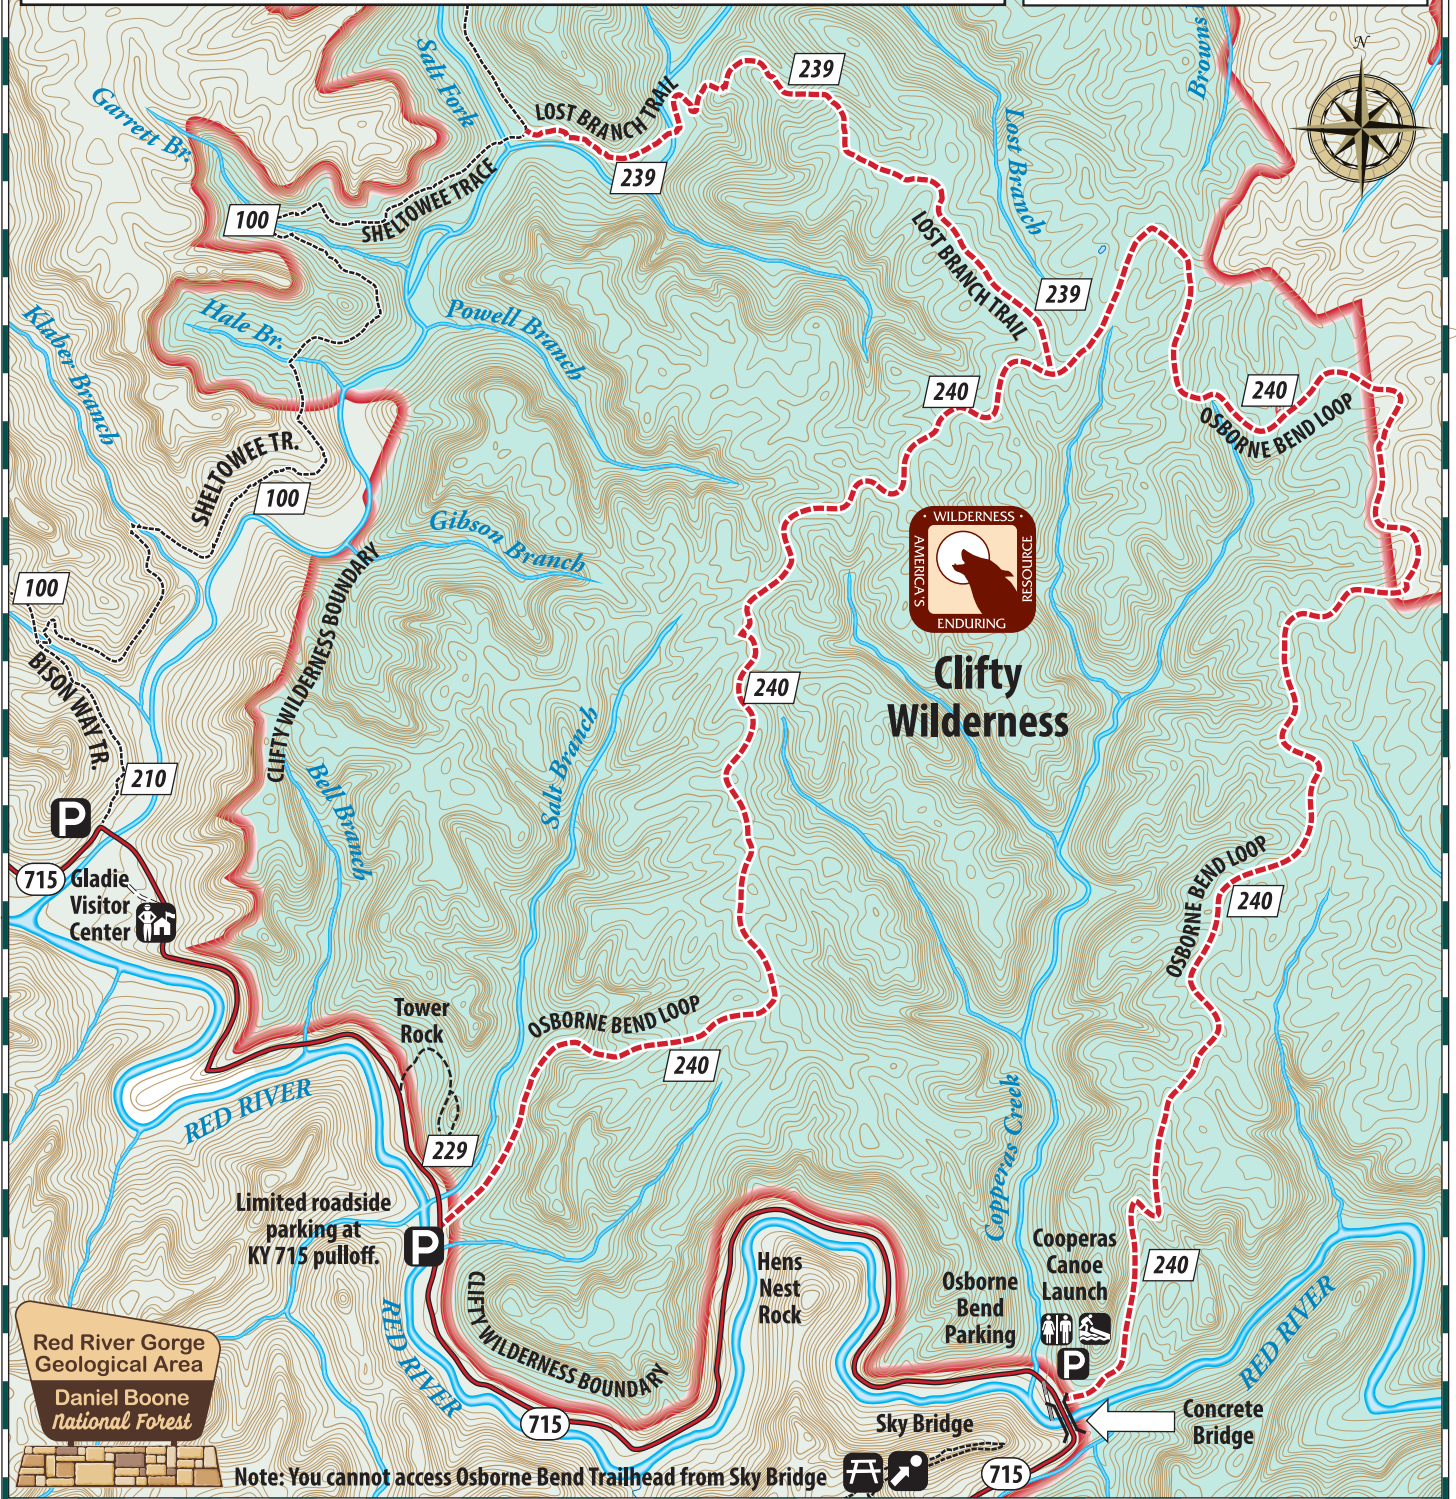 Salt Fork
Garrett Br.
LOST BRANCH TRAIL
239
239
SHELTOWEE TRACE
100
Lost Branch
N
LOST BRANCH TRAIL
239
Klaber Branch
Hale Br.
Powell Branch
240
240
OSBORNE BEND LOOP
SHELTOWEE TR.
100
Gibson Branch
100
BISON WAY TR.
CLIFTY WILDERNESS BOUNDARY
· WILDERNESS ·
AMERICA'S
RESOURCE
ENDURING
Clifty
Wilderness
240
Salt Branch
Bell Branch
210
P
715
Gladie
Visitor
Center
OSBORNE BEND LOOP
240
Tower
Rock
OSBORNE BEND LOOP
240
RED RIVER
229
Copperas Creek
Limited roadside
parking at
KY 715 pulloff.
P
Hens
Nest
Rock
Cooperas
Canoe
Launch
240
Osborne
Bend
Parking
P
RED RIVER
CLIFTY WILDERNESS BOUNDARY
RED RIVER
Red River Gorge
Geological Area
Daniel Boone
National Forest
715
Sky Bridge
Concrete
Bridge
715
Note: You cannot access Osborne Bend Trailhead from Sky Bridge